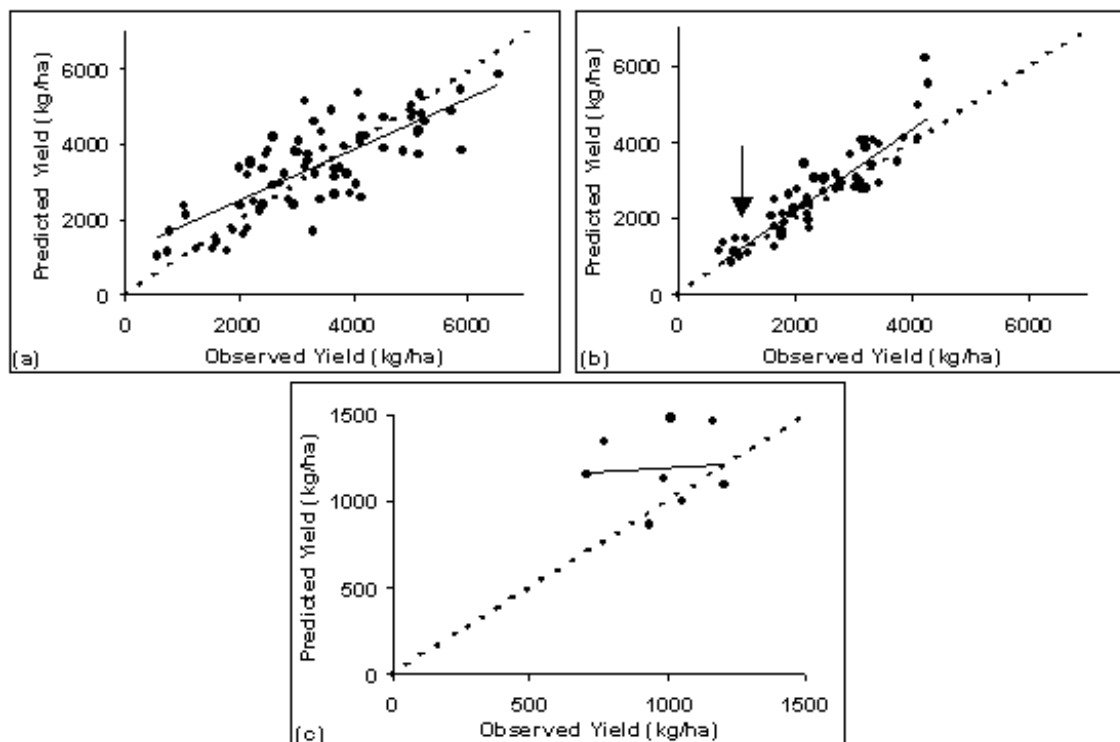 Predicted Yield (kg/ha)
6000
4000
2000
0
0 2000 4000 6000
Observed Yield (kg/ha)
(a)
Predicted Yield (kg/ha)
6000
4000
2000
0
0 2000 4000 6000
Observed Yield (kg/ha)
(b)
Predicted Yield (kg/ha)
1500
1000
500
0
0 500 1000 1500
Observed Yield (kg/ha)
(c)